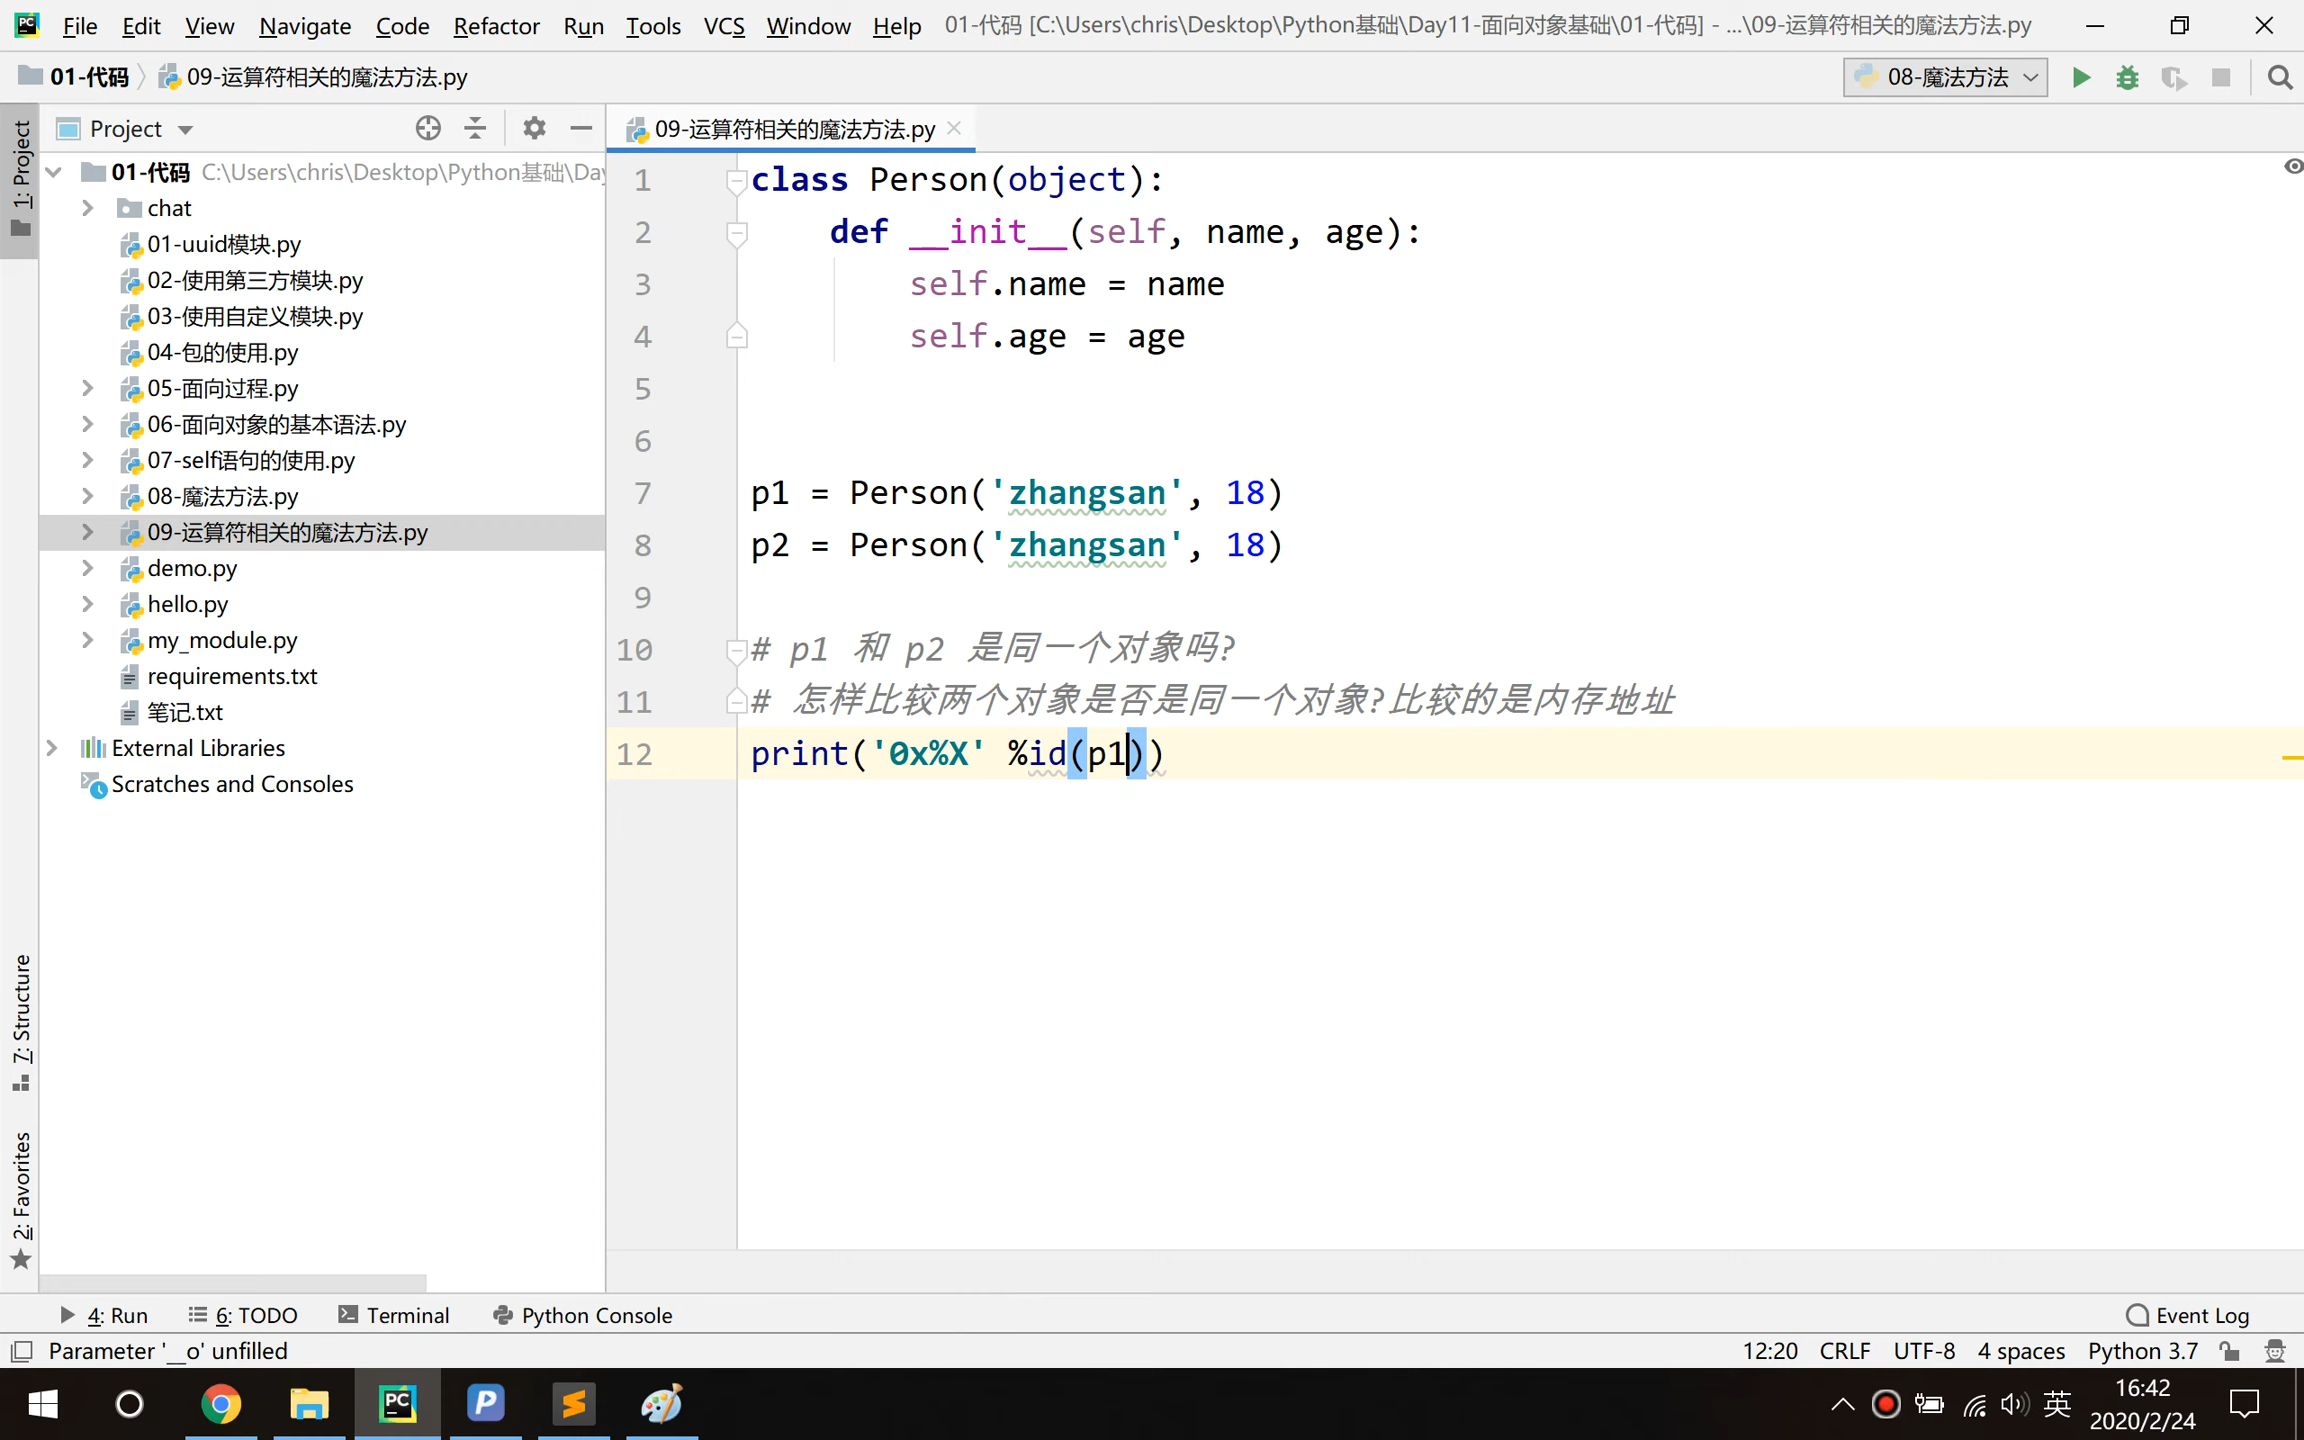 File Edit View Navigate Code Refactor Run Tools VCS Window Help 01-代码 [C:\Users\chris\Desktop\Python基础\Day11-面向对象基础\01-代码] - ...\09-运算符相关的魔法方法.py
01-代码 09-运算符相关的魔法方法.py 08-魔法方法
1: Project
Project
09-运算符相关的魔法方法.py
01-代码 C:\Users\chris\Desktop\Python基础\Da
chat
01-uuid模块.py
02-使用第三方模块.py
03-使用自定义模块.py
04-包的使用.py
05-面向过程.py
06-面向对象的基本语法.py
07-self语句的使用.py
08-魔法方法.py
09-运算符相关的魔法方法.py
demo.py
hello.py
my_module.py
requirements.txt
笔记.txt
External Libraries
Scratches and Consoles
7: Structure
2: Favorites
1 class Person(object):
2 def __init__(self, name, age):
3 self.name = name
4 self.age = age
5
6
7 p1 = Person('zhangsan', 18)
8 p2 = Person('zhangsan', 18)
9
10 # p1 和 p2 是同一个对象吗?
11 # 怎样比较两个对象是否是同一个对象?比较的是内存地址
12 print('0x%X' %id(p1))
4: Run 6: TODO Terminal Python Console Event Log
Parameter '__o' unfilled 12:20 CRLF UTF-8 4 spaces Python 3.7
英 16:42
2020/2/24